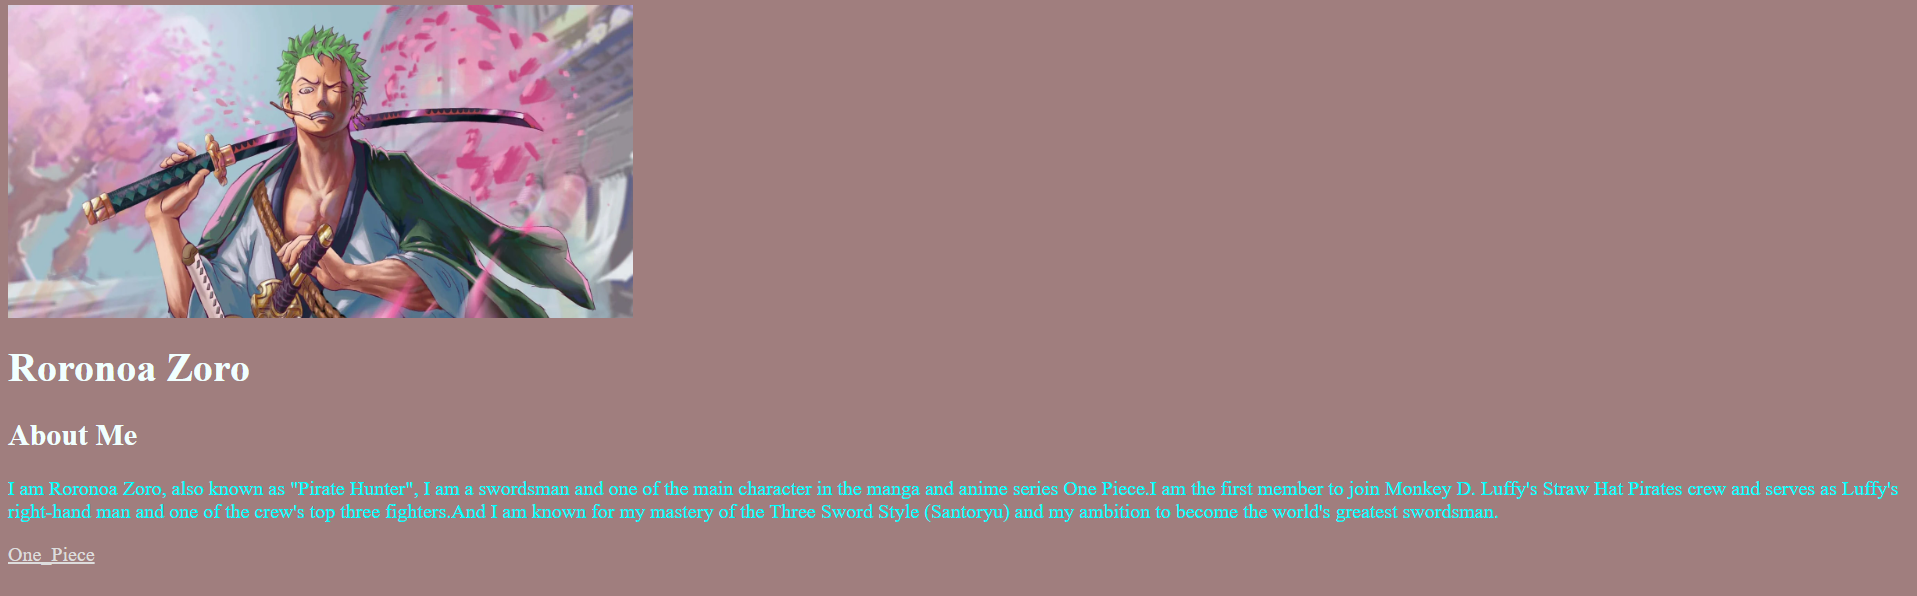 Roronoa Zoro
About Me
I am Roronoa Zoro, also known as "Pirate Hunter", I am a swordsman and one of the main character in the manga and anime series One Piece.I am the first member to join Monkey D. Luffy's Straw Hat Pirates crew and serves as Luffy's
right-hand man and one of the crew's top three fighters.And I am known for my mastery of the Three Sword Style (Santoryu) and my ambition to become the world's greatest swordsman.
One_Piece